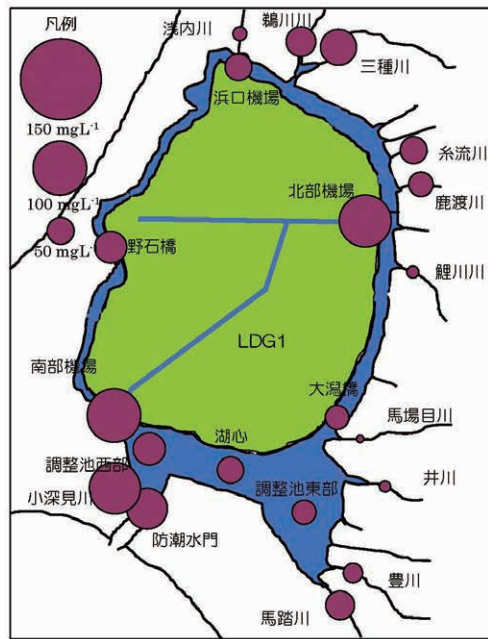 凡例
150 mgL⁻¹
100 mgL⁻¹
50 mgL⁻¹
浅内川
鵜川川
三種川
浜口機場
糸流川
北部機場
鹿渡川
野石橋
鯉川川
LDG1
南部機場
大潟橋
馬場目川
湖心
調整池西部
井川
小深見川
調整池東部
防潮水門
豊川
馬踏川